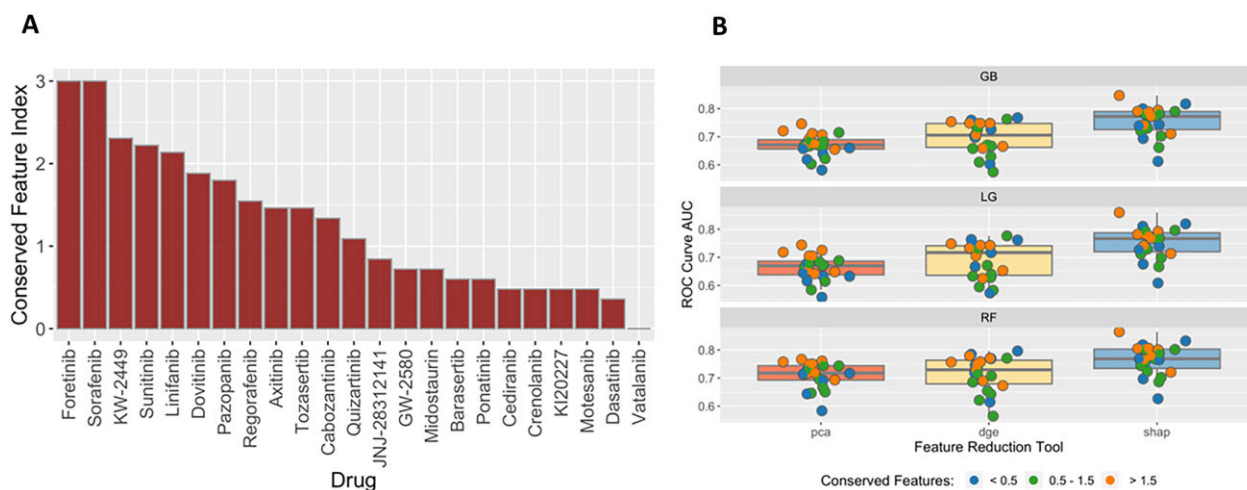 A
Conserved Feature Index
3
2
1
0
Foretinib
Sorafenib
KW-2449
Sunitinib
Linifanib
Dovitinib
Pazopanib
Regorafenib
Axitinib
Tozasertib
Cabozantinib
Quizartinib
JNJ-28312141
GW-2580
Midostaurin
Barasertib
Ponatinib
Cediranib
Crenolanib
KI20227
Motesanib
Dasatinib
Vatalanib
Drug
B
ROC Curve AUC
GB
0.8
0.7
0.6
LG
0.8
0.7
0.6
RF
0.8
0.7
0.6
pca
dge
shap
Feature Reduction Tool
Conserved Features: < 0.5 0.5 - 1.5 > 1.5